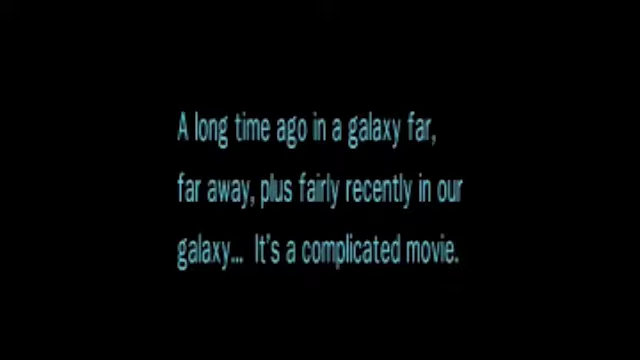 A long time ago in a galaxy far,
far away, plus fairly recently in our
galaxy... It's a complicated movie.